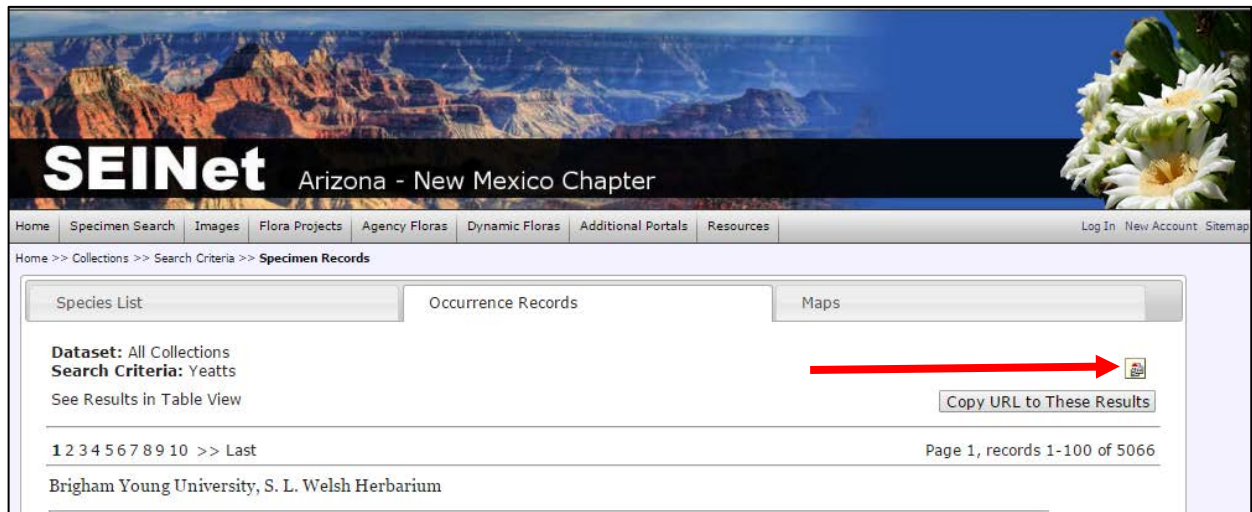 SEINet Arizona - New Mexico Chapter
Home Specimen Search Images Flora Projects Agency Floras Dynamic Floras Additional Portals Resources Log In New Account Sitemap
Home >> Collections >> Search Criteria >> Specimen Records
Species List Occurrence Records Maps
Dataset: All Collections
Search Criteria: Yeatts
See Results in Table View Copy URL to These Results
1 2 3 4 5 6 7 8 9 10 >> Last Page 1, records 1-100 of 5066
Brigham Young University, S. L. Welsh Herbarium